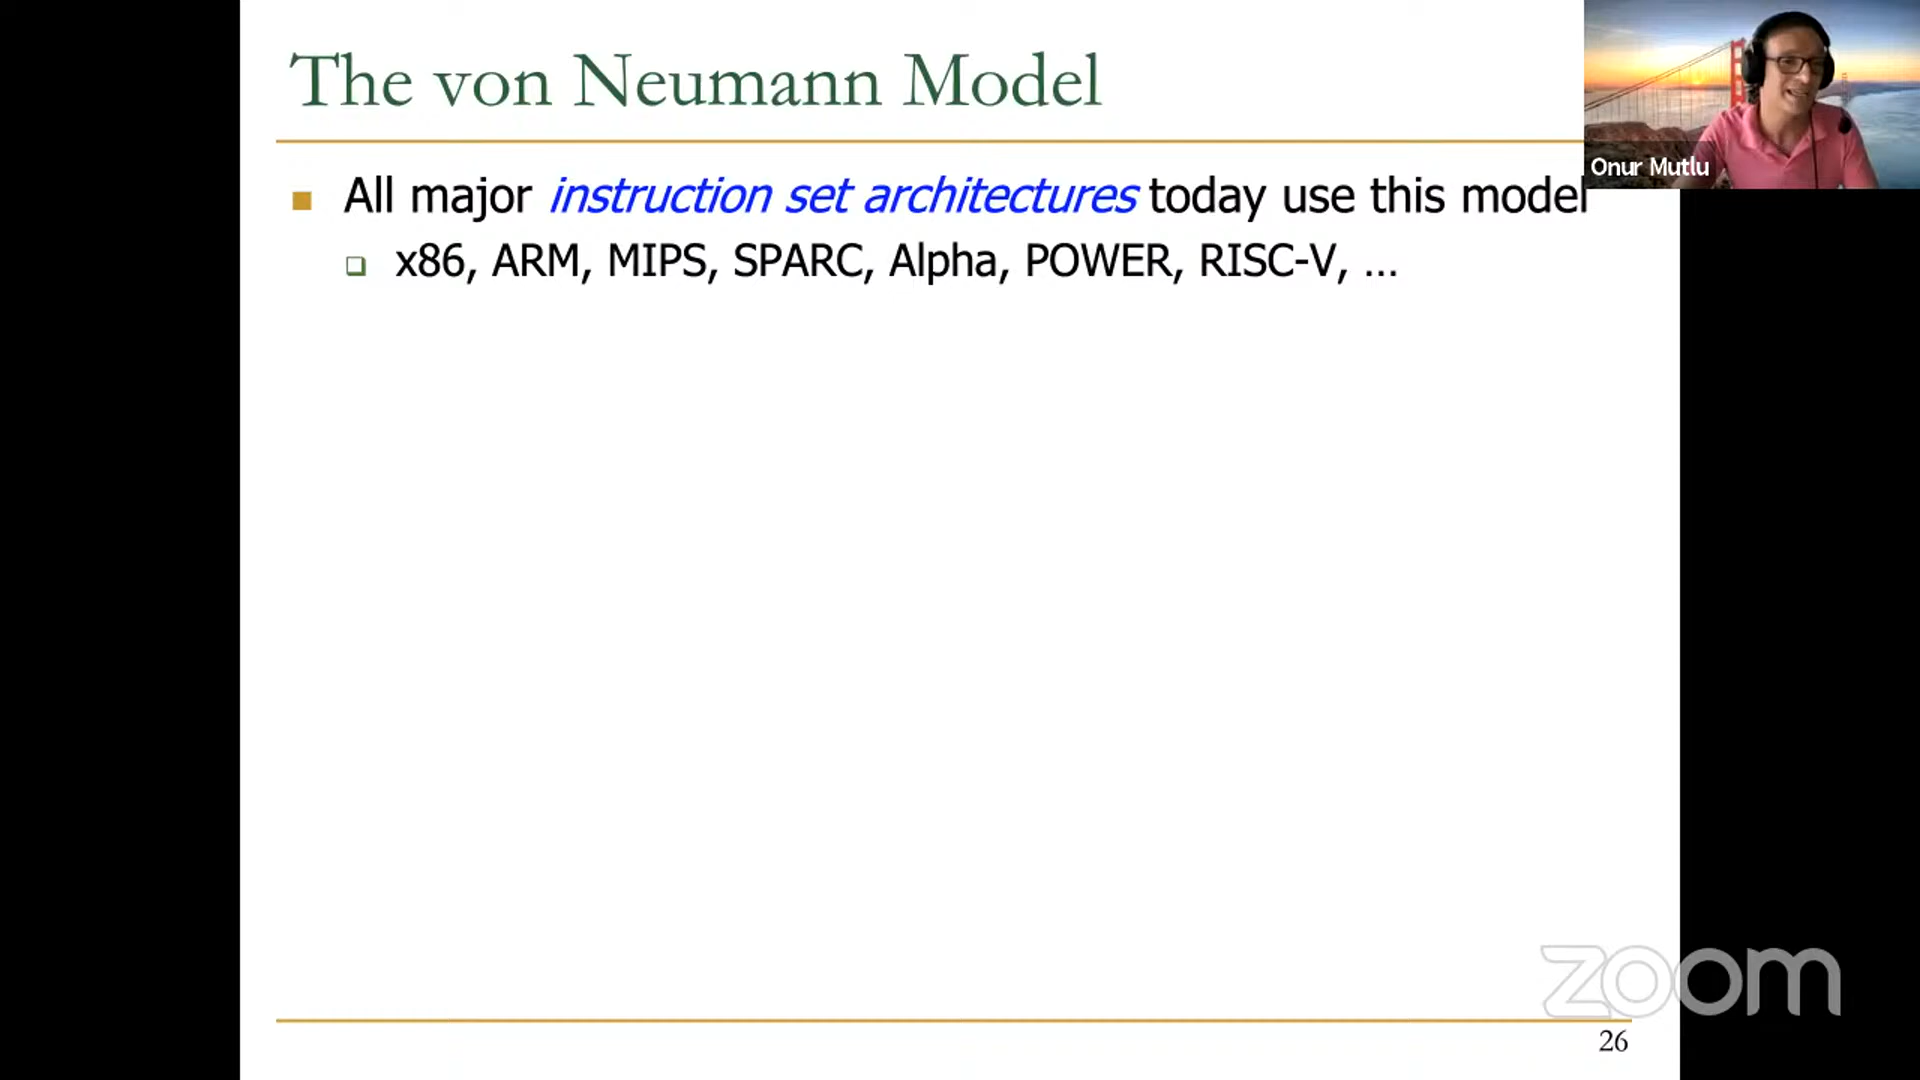 The von Neumann Model
Onur Mutlu
All major instruction set architectures today use this model
x86, ARM, MIPS, SPARC, Alpha, POWER, RISC-V, ...
zoom
26